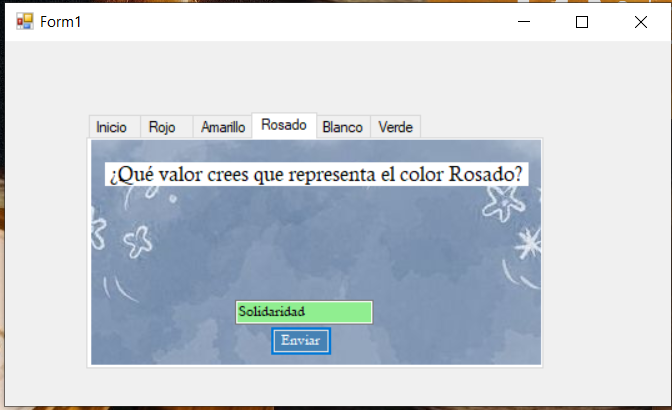 Form1
Inicio Rojo Amarillo Rosado Blanco Verde
¿Qué valor crees que representa el color Rosado?
Solidaridad
Enviar